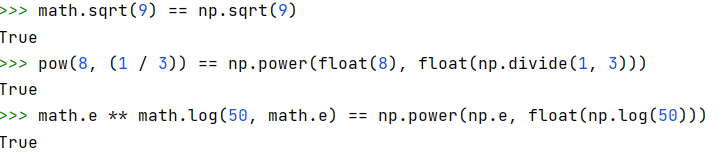 >>> math.sqrt(9) == np.sqrt(9)
True
>>> pow(8, (1 / 3)) == np.power(float(8), float(np.divide(1, 3)))
True
>>> math.e ** math.log(50, math.e) == np.power(np.e, float(np.log(50)))
True